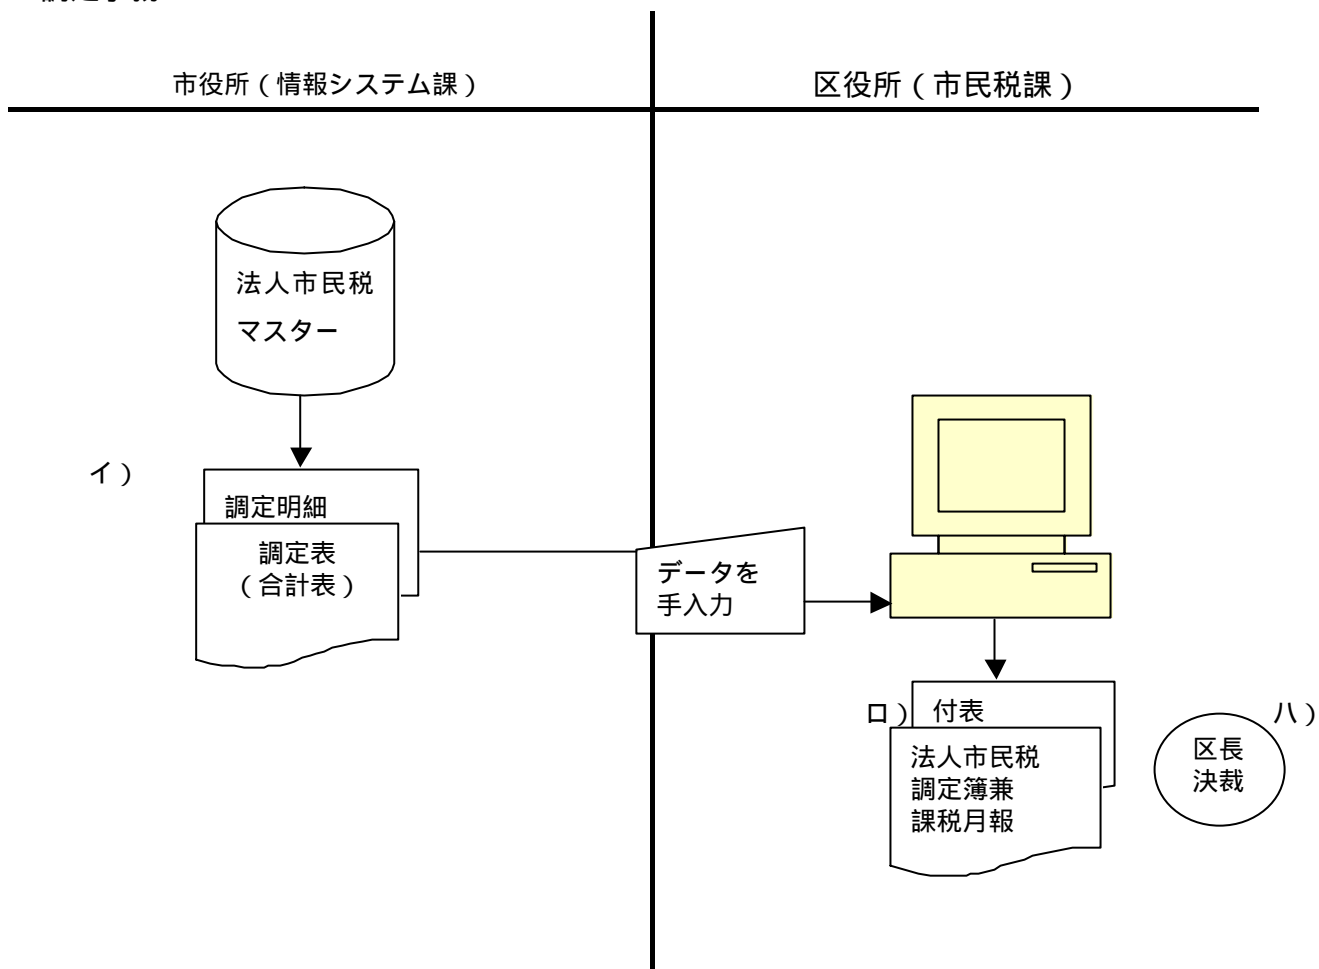 市役所（情報システム課）
区役所（市民税課）
法人市民税
マスター
イ）
調定明細
調定表
（合計表）
データを
手入力
ロ）
付表
法人市民税
調定簿兼
課税月報
区長
決裁
ハ）